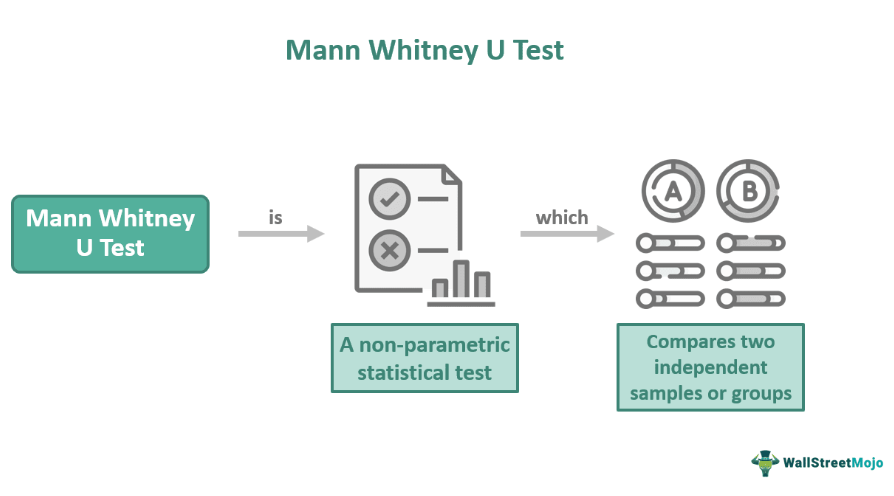 Mann Whitney U Test
Mann Whitney
U Test
is
which
A
B
A non-parametric
statistical test
Compares two
independent
samples or groups
WallStreetMojo